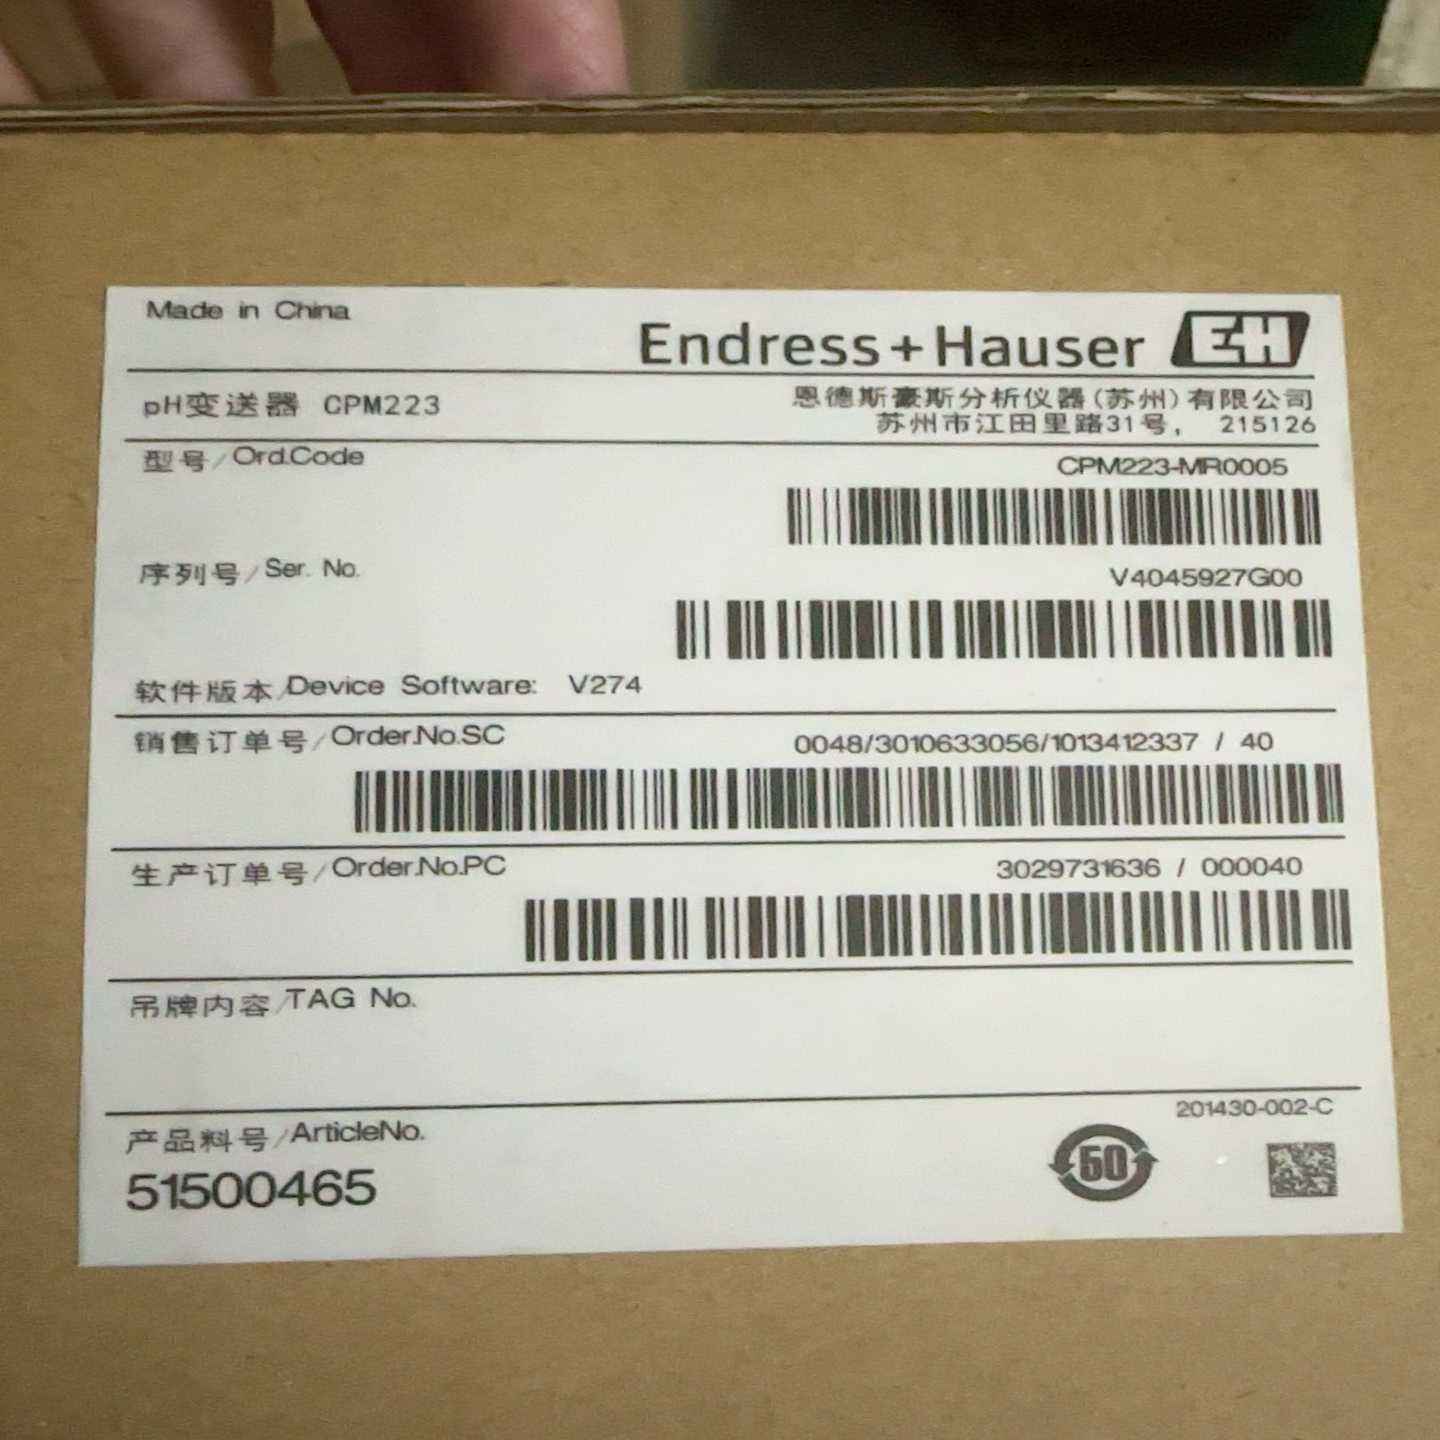 Made in China
Endress+Hauser EH
pH变送器 CPM223
恩德斯豪斯分析仪器(苏州)有限公司
苏州市江田里路31号, 215126
型号/Ord.Code
CPM223-MR0005
序列号/Ser. No.
V4045927G00
软件版本/Device Software: V274
销售订单号/Order.No.SC
0048/3010633056/1013412337 / 40
生产订单号/Order.No.PC
3029731636 / 000040
吊牌内容/TAG No.
201430-002-C
产品料号/ArticleNo.
51500465
50